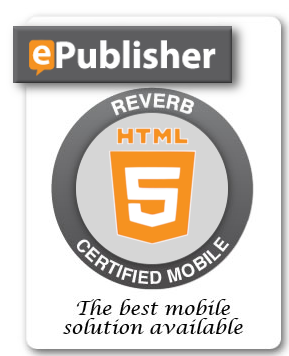 ePublisher
REVERB
HTML
5
CERTIFIED MOBILE
The best mobile
solution available